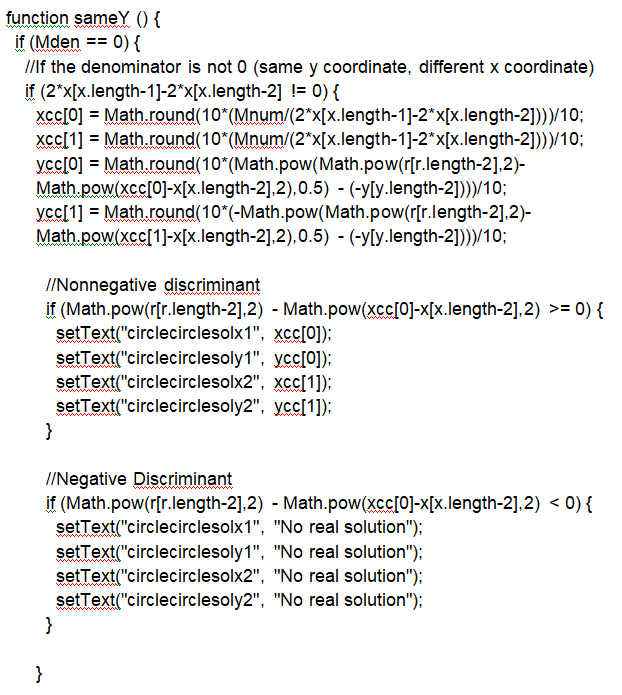 function sameY () {
if (Mden == 0) {
//If the denominator is not 0 (same y coordinate, different x coordinate)
if (2*x[x.length-1]-2*x[x.length-2] != 0) {
xcc[0] = Math.round(10*(Mnum/(2*x[x.length-1]-2*x[x.length-2])))/10;
xcc[1] = Math.round(10*(Mnum/(2*x[x.length-1]-2*x[x.length-2])))/10;
ycc[0] = Math.round(10*(Math.pow(Math.pow(r[r.length-2],2)-
Math.pow(xcc[0]-x[x.length-2],2),0.5) - (-y[y.length-2])))/10;
ycc[1] = Math.round(10*(-Math.pow(Math.pow(r[r.length-2],2)-
Math.pow(xcc[1]-x[x.length-2],2),0.5) - (-y[y.length-2])))/10;
//Nonnegative discriminant
if (Math.pow(r[r.length-2],2) - Math.pow(xcc[0]-x[x.length-2],2) >= 0) {
setText("circlecirclesolx1", xcc[0]);
setText("circlecirclesoly1", ycc[0]);
setText("circlecirclesolx2", xcc[1]);
setText("circlecirclesoly2", ycc[1]);
}
//Negative Discriminant
if (Math.pow(r[r.length-2],2) - Math.pow(xcc[0]-x[x.length-2],2) < 0) {
setText("circlecirclesolx1", "No real solution");
setText("circlecirclesoly1", "No real solution");
setText("circlecirclesolx2", "No real solution");
setText("circlecirclesoly2", "No real solution");
}
}